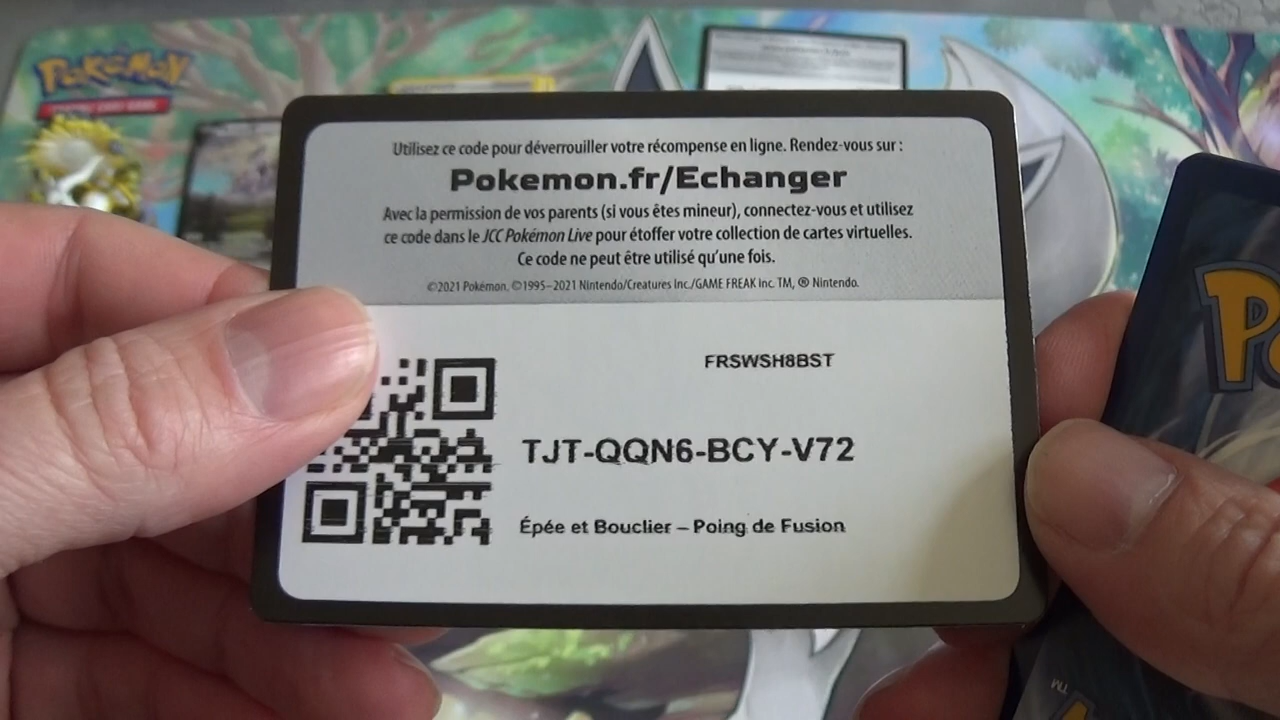 Pokémon
Utilisez ce code pour déverrouiller votre récompense en ligne. Rendez-vous sur :
Pokemon.fr/Echanger
Avec la permission de vos parents (si vous êtes mineur), connectez-vous et utilisez
ce code dans le JCC Pokémon Live pour étoffer votre collection de cartes virtuelles.
Ce code ne peut être utilisé qu'une fois.
©2021 Pokémon. ©1995–2021 Nintendo/Creatures Inc./GAME FREAK inc. TM, ® Nintendo.
FRSWSH8BST
TJT-QQN6-BCY-V72
Épée et Bouclier – Poing de Fusion